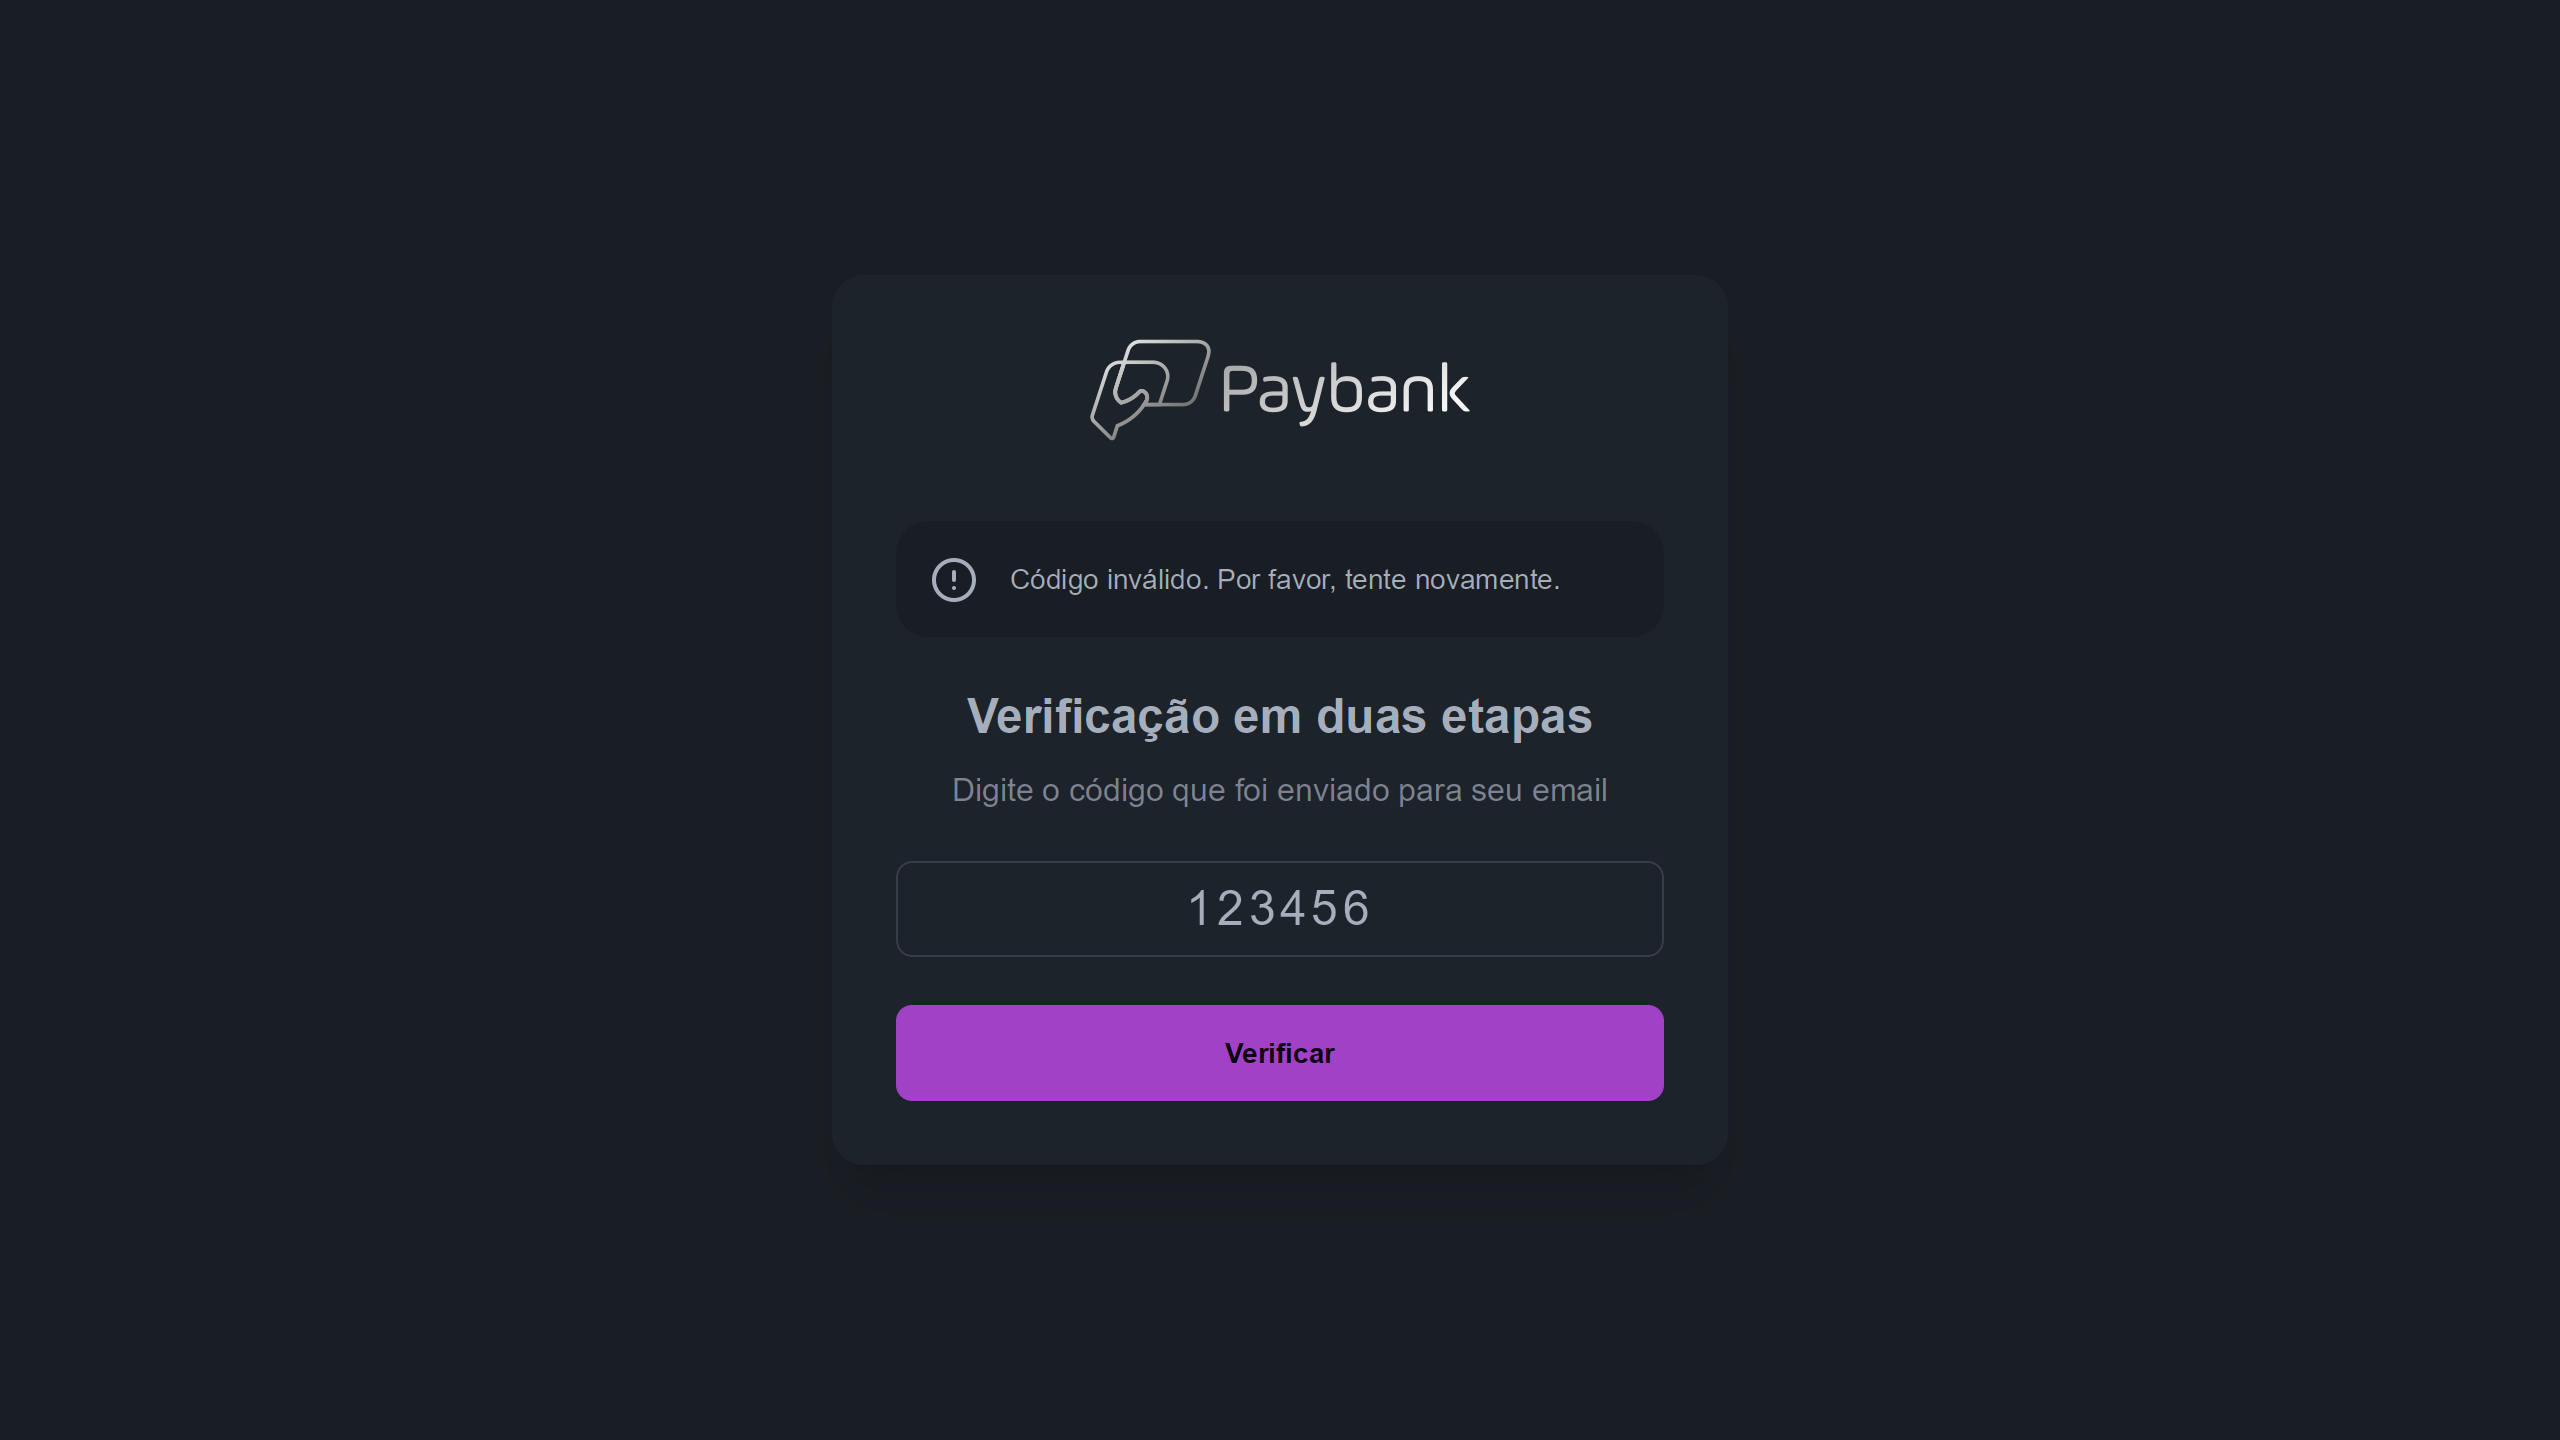 Paybank
Código inválido. Por favor, tente novamente.
Verificação em duas etapas
Digite o código que foi enviado para seu email
123456
Verificar